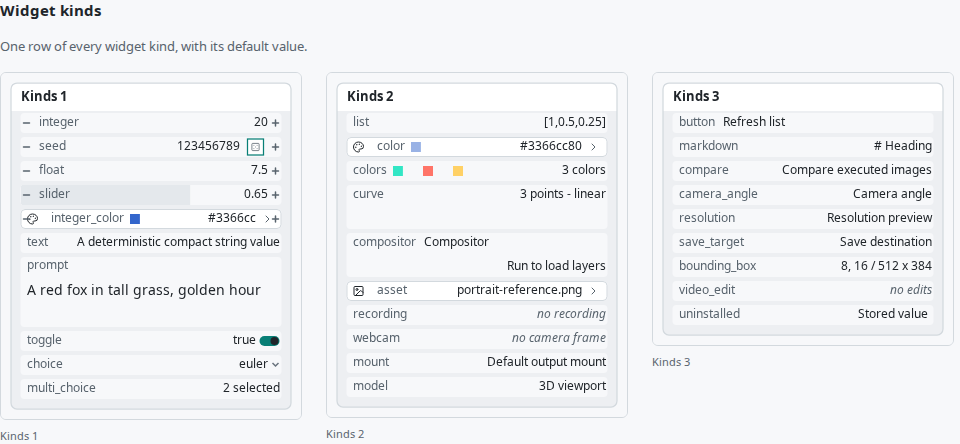 Widget kinds
One row of every widget kind, with its default value.
Kinds 1
− integer 20 +
− seed 123456789 +
− float 7.5 +
− slider 0.65 +
− integer_color #3366cc +
text A deterministic compact string value
prompt
A red fox in tall grass, golden hour
toggle true
choice euler
multi_choice 2 selected
Kinds 1
Kinds 2
list [1,0.5,0.25]
color #3366cc80
colors 3 colors
curve 3 points - linear
compositor Compositor
Run to load layers
asset portrait-reference.png
recording no recording
webcam no camera frame
mount Default output mount
model 3D viewport
Kinds 2
Kinds 3
button Refresh list
markdown # Heading
compare Compare executed images
camera_angle Camera angle
resolution Resolution preview
save_target Save destination
bounding_box 8, 16 / 512 x 384
video_edit no edits
uninstalled Stored value
Kinds 3